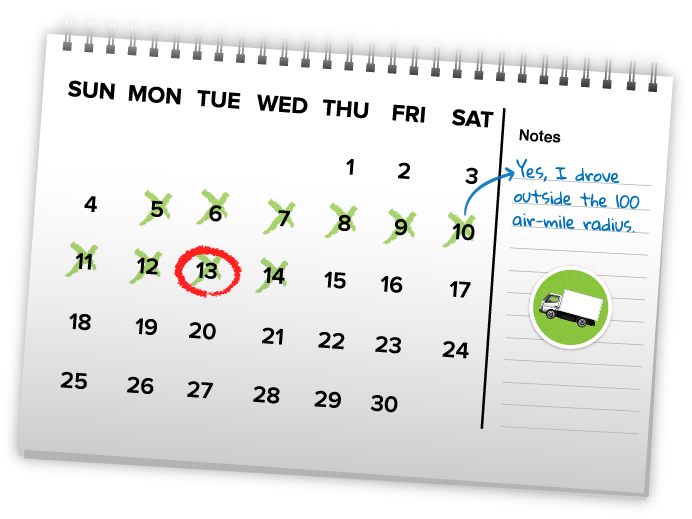 SUN MON TUE WED THU FRI SAT
1 2 3
4 5 6 7 8 9 10
11 12 13 14 15 16 17
18 19 20 21 22 23 24
25 26 27 28 29 30
Notes
Yes, I drove
outside the 100
air-mile radius.